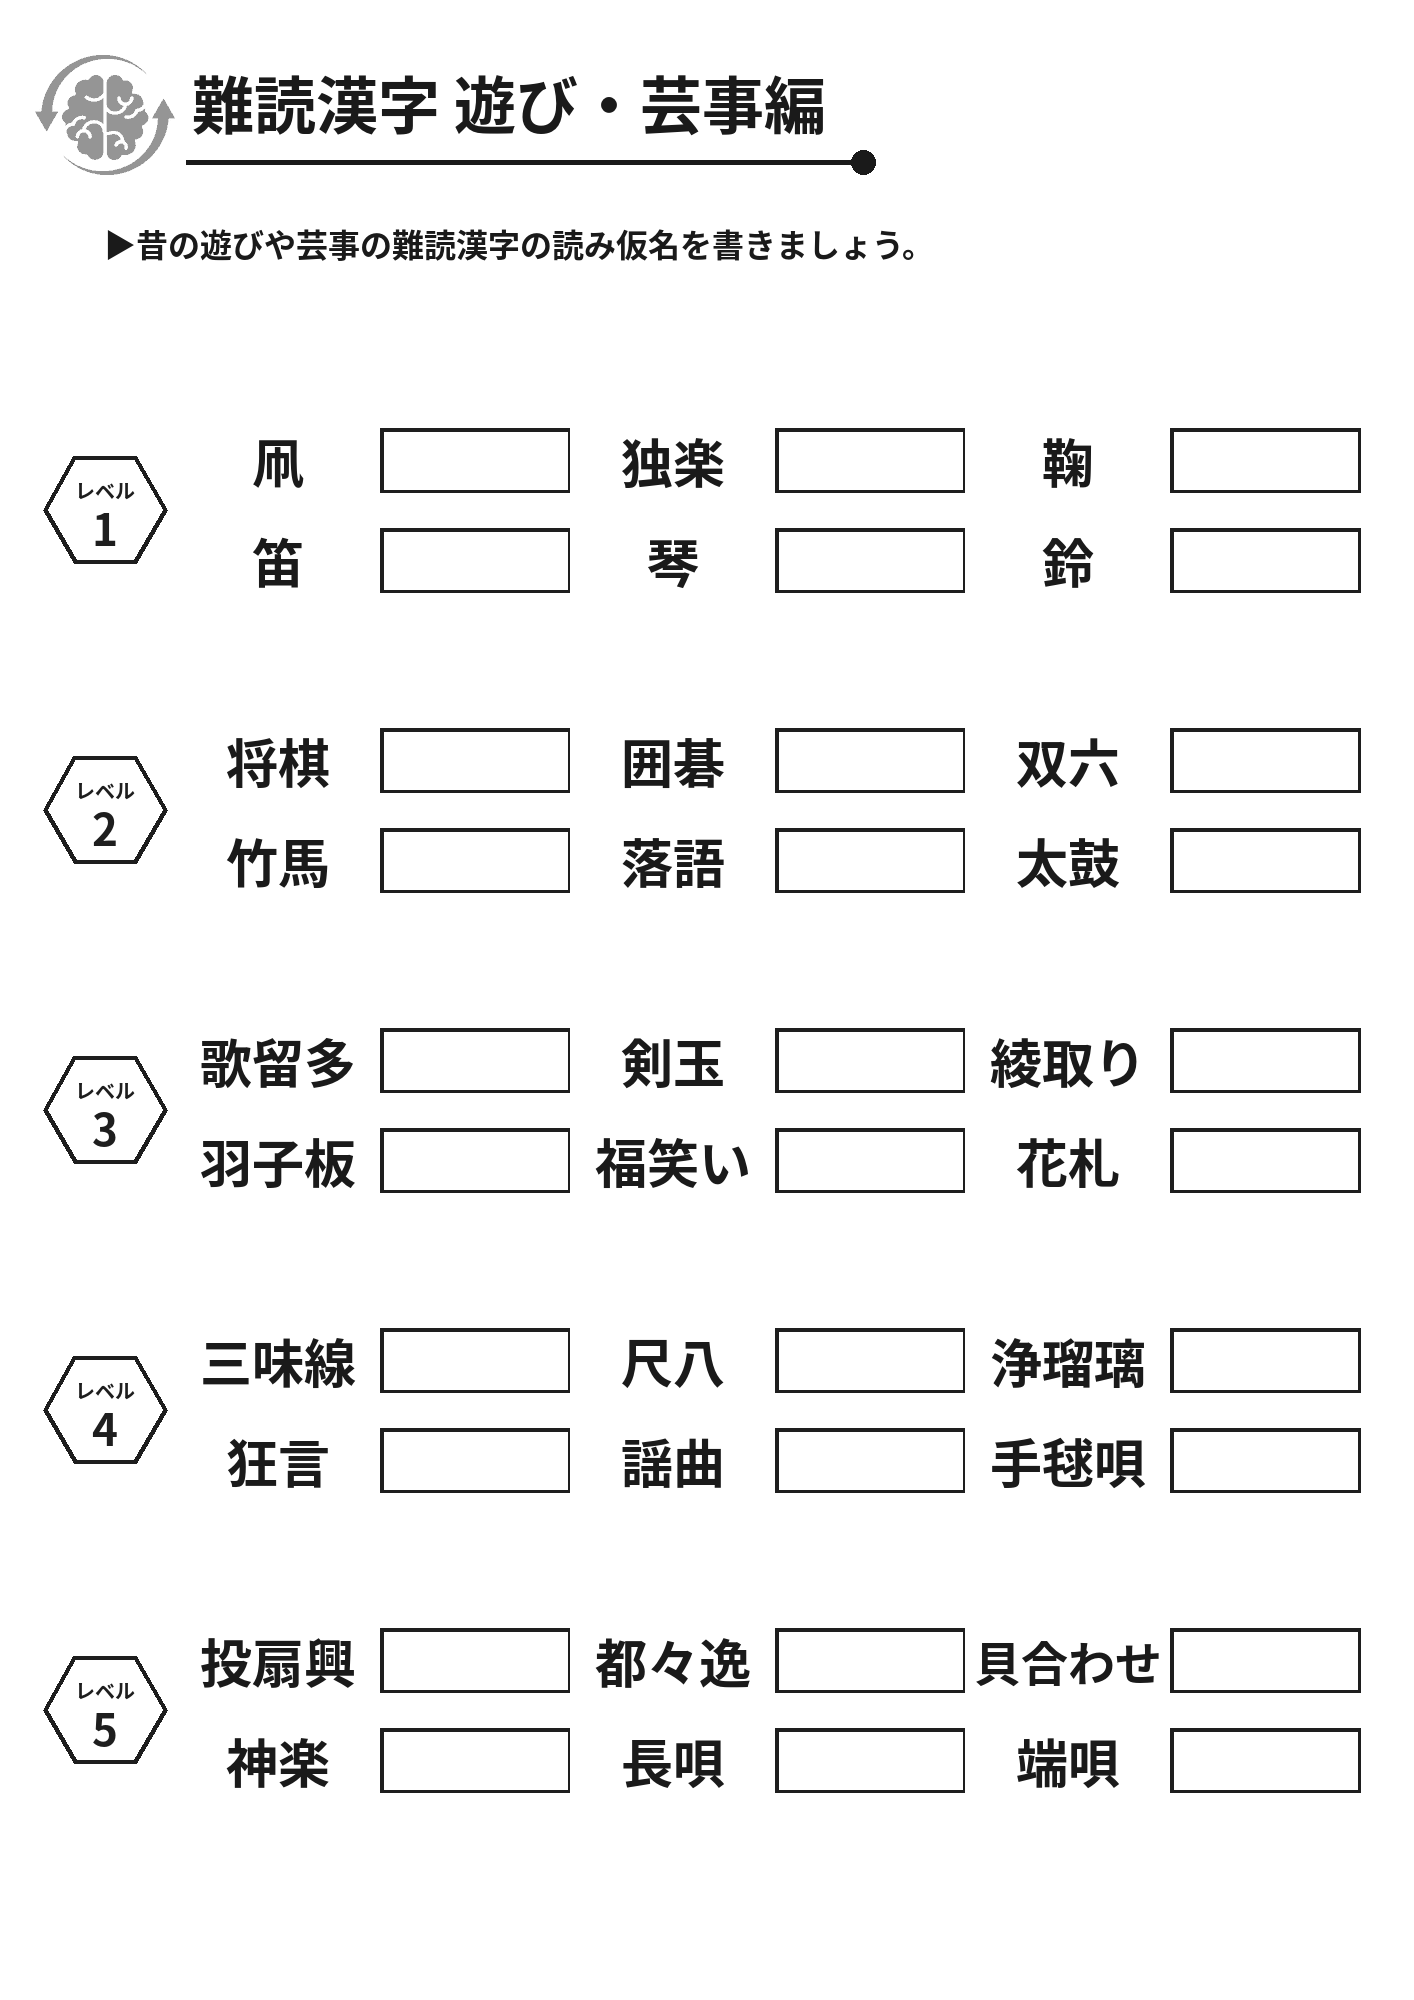 難読漢字 遊び・芸事編
▶昔の遊びや芸事の難読漢字の読み仮名を書きましょう。
レベル
1
凧 独楽 鞠
笛 琴 鈴
レベル
2
将棋 囲碁 双六
竹馬 落語 太鼓
レベル
3
歌留多 剣玉 綾取り
羽子板 福笑い 花札
レベル
4
三味線 尺八 浄瑠璃
狂言 謡曲 手毬唄
レベル
5
投扇興 都々逸 貝合わせ
神楽 長唄 端唄